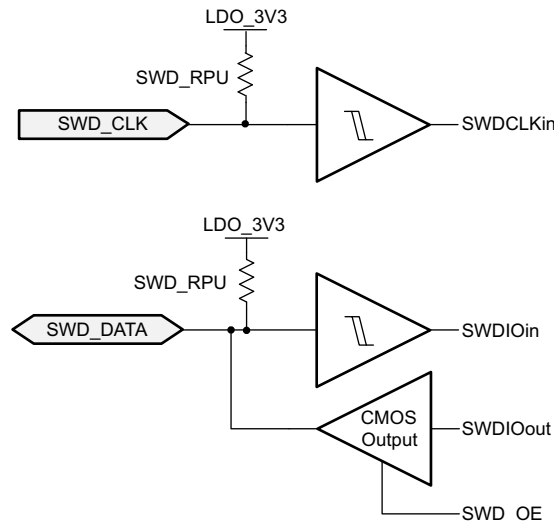 LDO_3V3
SWD_RPU
SWD_CLK
SWDCLKin
LDO_3V3
SWD_RPU
SWD_DATA
SWDIOin
CMOS
Output
SWDIOout
SWD_OE